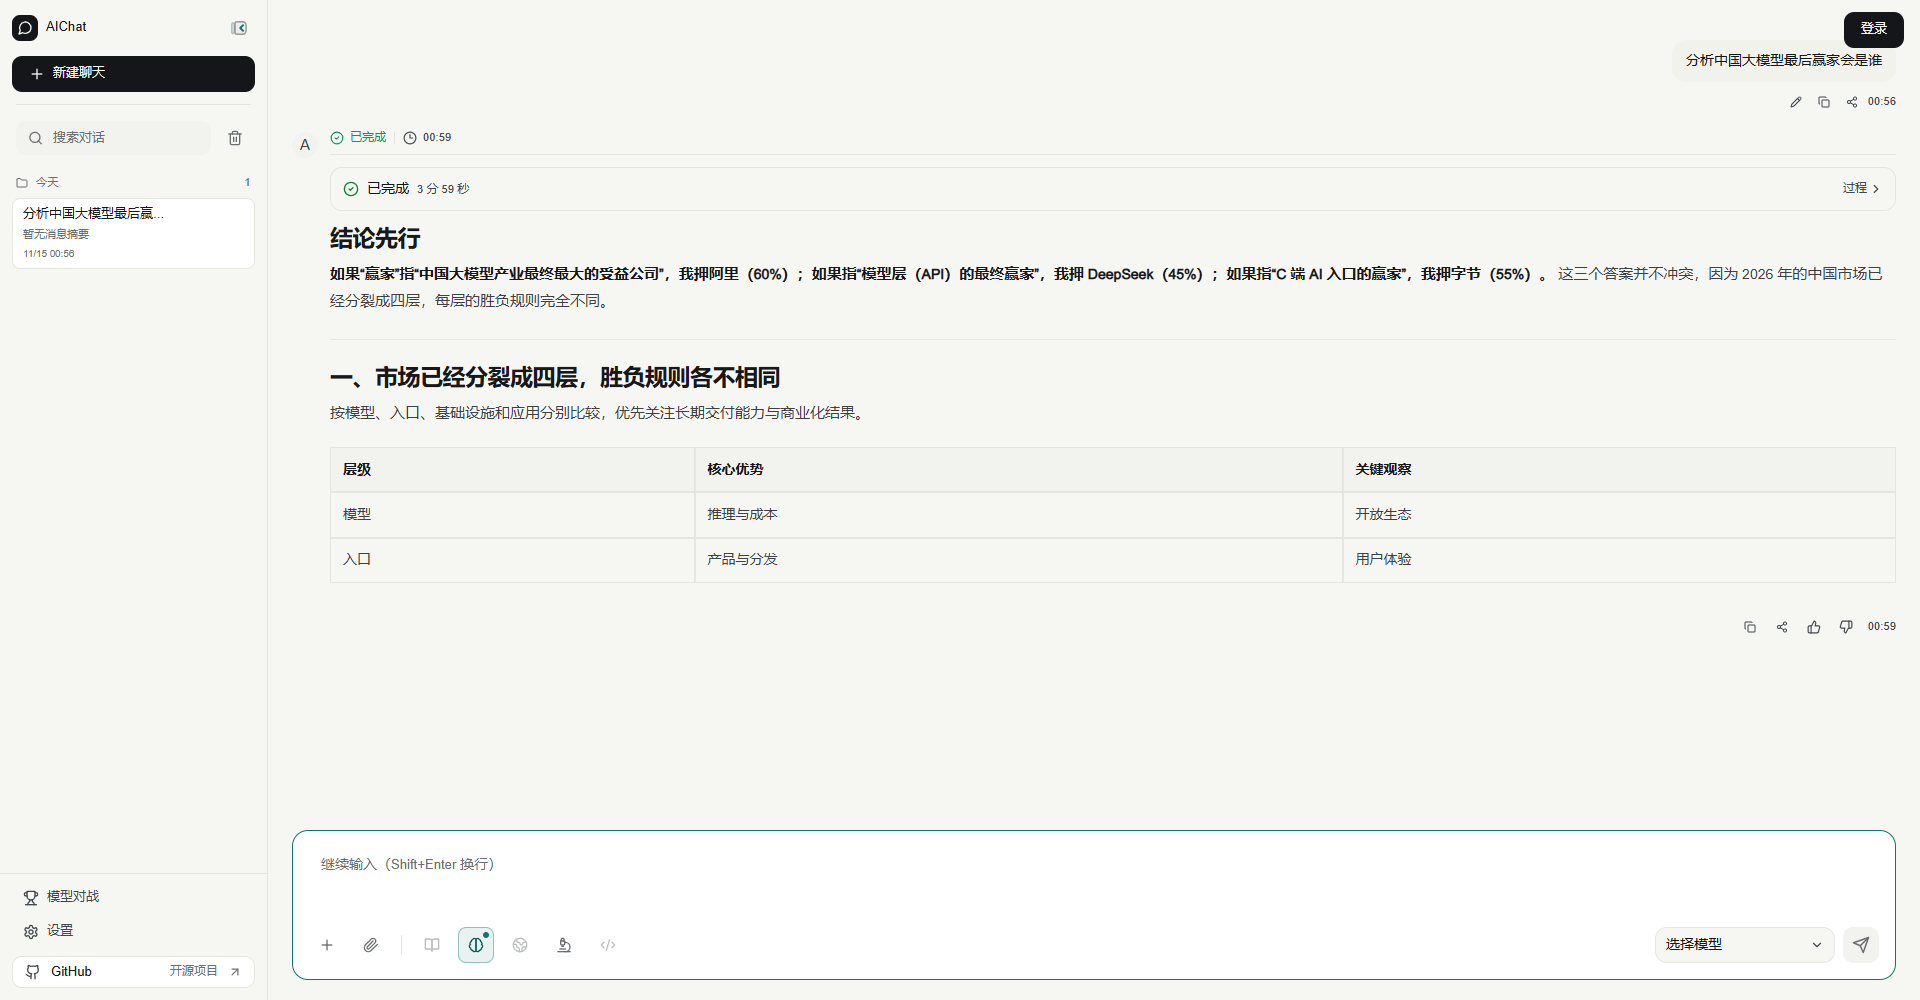 AIChat
新建聊天
搜索对话
今天 1
分析中国大模型最后赢...
暂无消息摘要
11/15 00:56
模型对战
设置
GitHub 开源项目
登录
分析中国大模型最后赢家会是谁
00:56
A 已完成 00:59
已完成 3 分 59 秒 过程
结论先行
如果“赢家”指“中国大模型产业最终最大的受益公司”，我押阿里（60%）；如果指“模型层（API）的最终赢家”，我押 DeepSeek（45%）；如果指“C 端 AI 入口的赢家”，我押字节（55%）。 这三个答案并不冲突，因为 2026 年的中国市场已
经分裂成四层，每层的胜负规则完全不同。
一、市场已经分裂成四层，胜负规则各不相同
按模型、入口、基础设施和应用分别比较，优先关注长期交付能力与商业化结果。
层级 核心优势 关键观察
模型 推理与成本 开放生态
入口 产品与分发 用户体验
00:59
继续输入（Shift+Enter 换行）
选择模型